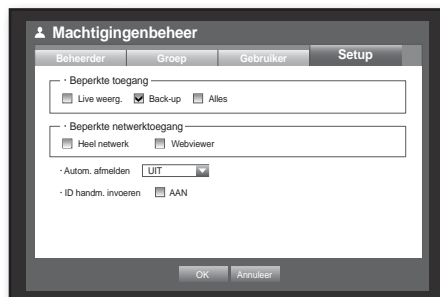 Machtigingenbeheer
Beheerder Groep Gebruiker Setup
· Beperkte toegang
Live weerg. Back-up Alles
· Beperkte netwerktoegang
Heel netwerk Webviewer
· Autom. afmelden UIT
· ID handm. invoeren AAN
OK Annuleer